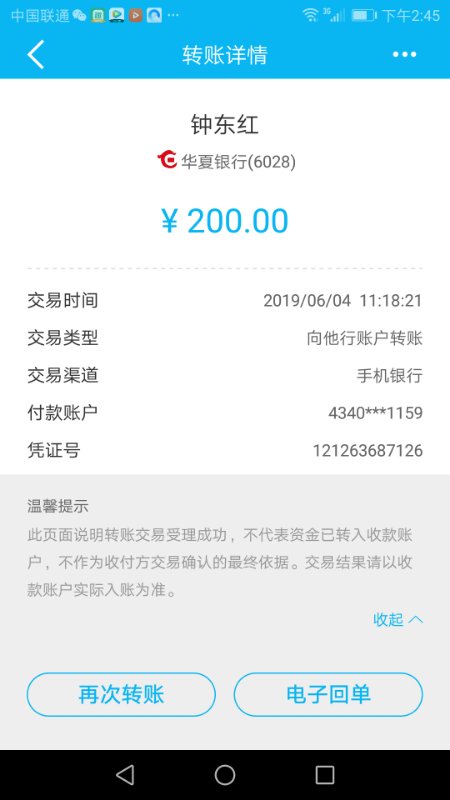 中国联通 3G 下午2:45
转账详情
钟东红
华夏银行(6028)
¥ 200.00
交易时间 2019/06/04 11:18:21
交易类型 向他行账户转账
交易渠道 手机银行
付款账户 4340***1159
凭证号 121263687126
温馨提示
此页面说明转账交易受理成功，不代表资金已转入收款账
户，不作为收付方交易确认的最终依据。交易结果请以收
款账户实际入账为准。
收起
再次转账 电子回单